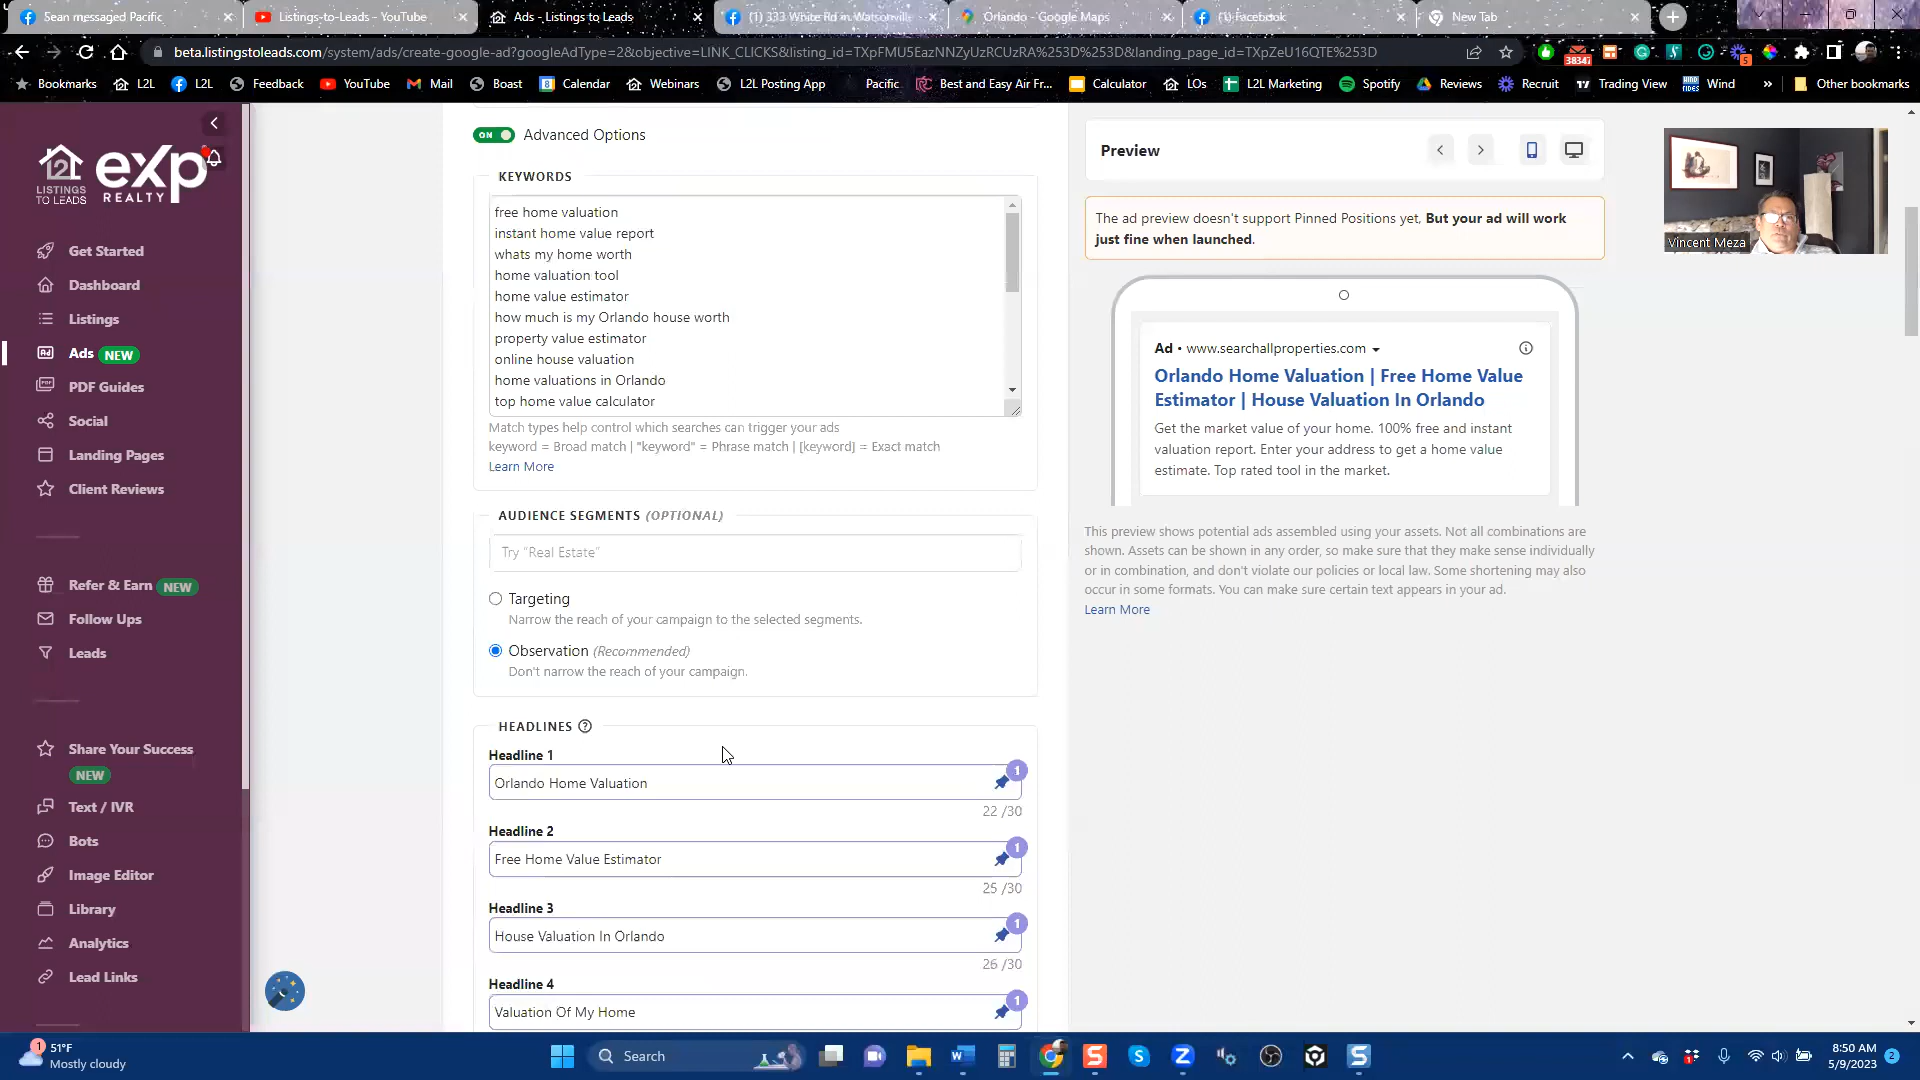 Sean messaged Pacific
Listings-to-Leads - YouTube
Ads - Listings to Leads
(1) 333 White Rd in Watsonville
Orlando - Google Maps
(1) Facebook
New Tab
beta.listingstoleads.com/system/ads/create-google-ad?googleAdType=2&objective=LINK_CLICKS&listing_id=TXpFMU5EazNNZyUzRCUzRA%253D%253D&landing_page_id=TXpZeU16QTE%253D
38347
5
Bookmarks
L2L
L2L
Feedback
YouTube
Mail
Boast
Calendar
Webinars
L2L Posting App
Pacific
Best and Easy Air Fr...
Calculator
LOs
L2L Marketing
Spotify
Reviews
Recruit
Trading View
Wind
»
Other bookmarks
L2L
LISTINGS
TO LEADS
eXp
REALTY
Get Started
Dashboard
Listings
Ads NEW
PDF Guides
Social
Landing Pages
Client Reviews
Refer & Earn NEW
Follow Ups
Leads
Share Your Success
NEW
Text / IVR
Bots
Image Editor
Library
Analytics
Lead Links
ON Advanced Options
KEYWORDS
free home valuation
instant home value report
whats my home worth
home valuation tool
home value estimator
how much is my Orlando house worth
property value estimator
online house valuation
home valuations in Orlando
top home value calculator
Match types help control which searches can trigger your ads
keyword = Broad match | "keyword" = Phrase match | [keyword] = Exact match
Learn More
AUDIENCE SEGMENTS (OPTIONAL)
Try "Real Estate"
Targeting
Narrow the reach of your campaign to the selected segments.
Observation (Recommended)
Don't narrow the reach of your campaign.
HEADLINES
Headline 1
Orlando Home Valuation
1
22 /30
Headline 2
Free Home Value Estimator
1
25 /30
Headline 3
House Valuation In Orlando
1
26 /30
Headline 4
Valuation Of My Home
1
Preview
The ad preview doesn't support Pinned Positions yet, But your ad will work
just fine when launched.
Ad • www.searchallproperties.com
Orlando Home Valuation | Free Home Value
Estimator | House Valuation In Orlando
Get the market value of your home. 100% free and instant
valuation report. Enter your address to get a home value
estimate. Top rated tool in the market.
This preview shows potential ads assembled using your assets. Not all combinations are
shown. Assets can be shown in any order, so make sure that they make sense individually
or in combination, and don't violate our policies or local law. Some shortening may also
occur in some formats. You can make sure certain text appears in your ad.
Learn More
Vincent Meza
1
51°F
Mostly cloudy
Search
8:50 AM
5/9/2023
2